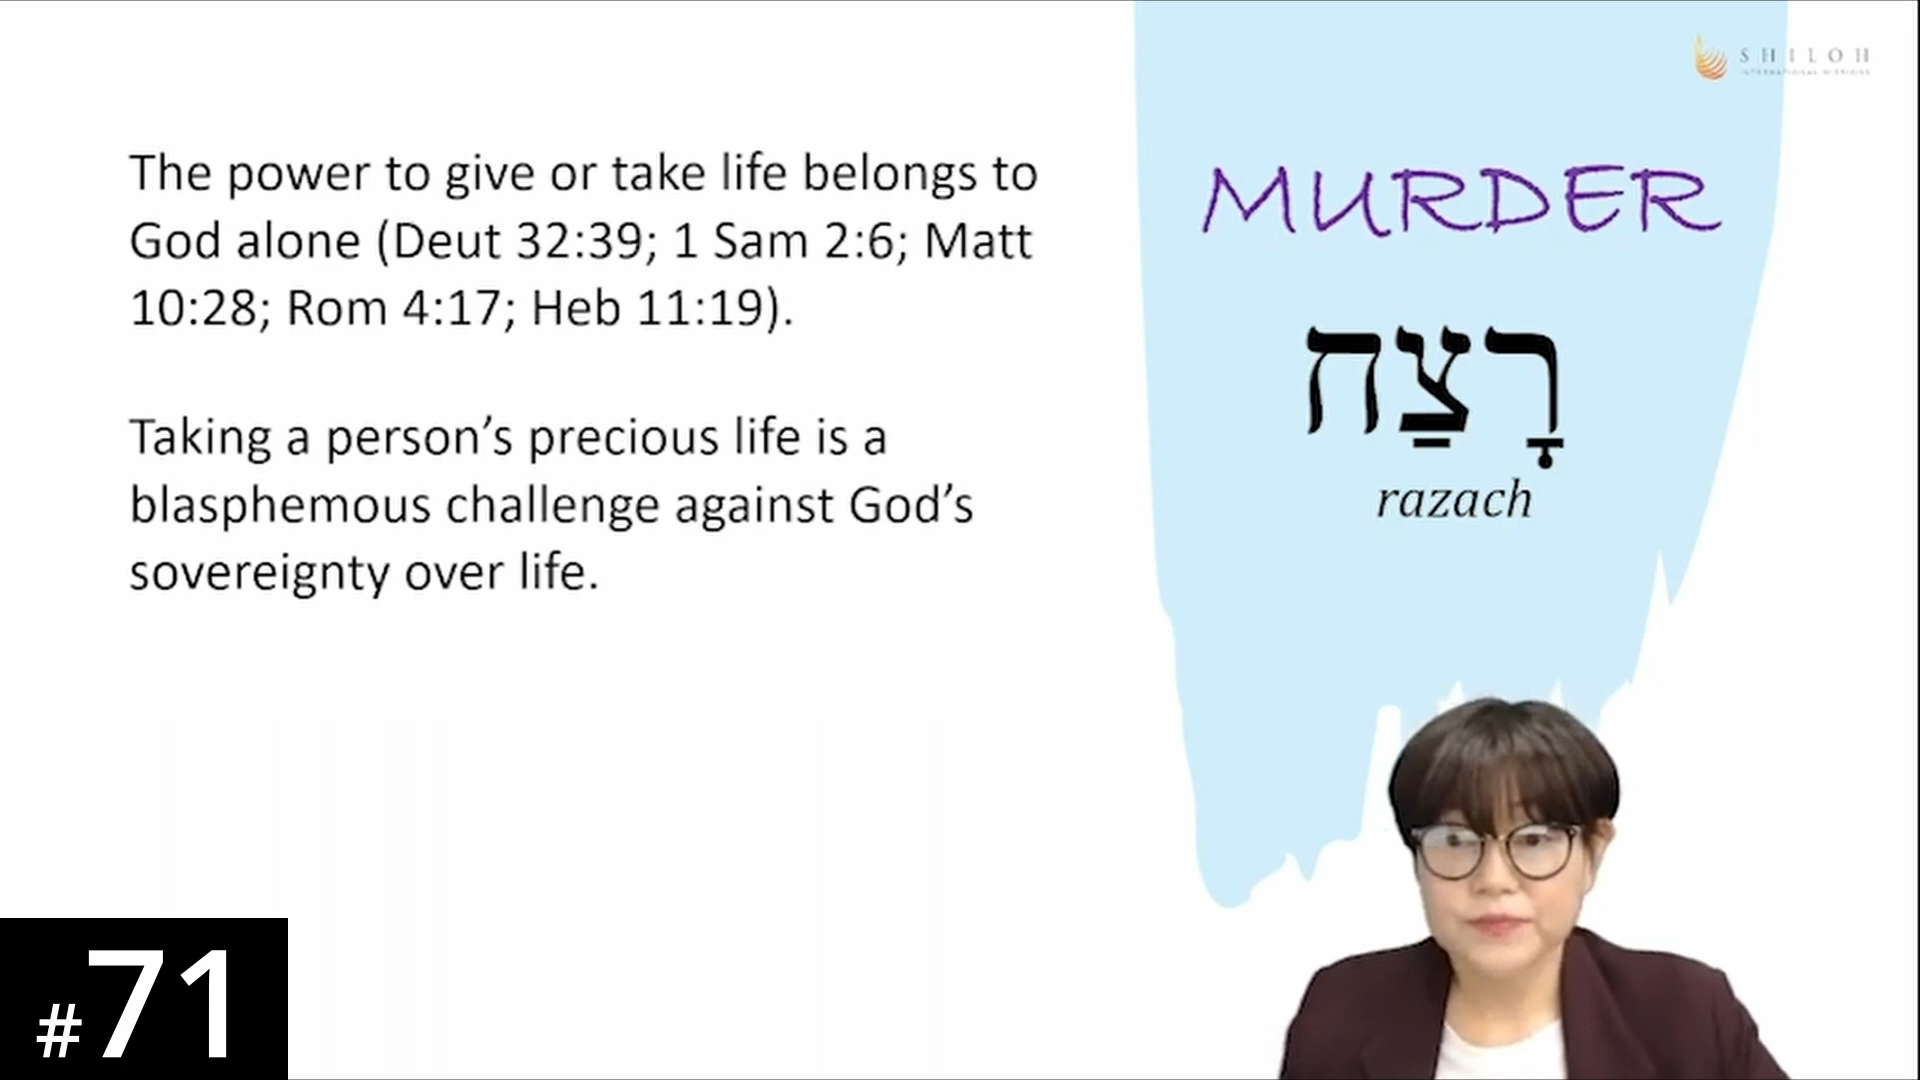 The power to give or take life belongs to
God alone (Deut 32:39; 1 Sam 2:6; Matt
10:28; Rom 4:17; Heb 11:19).
Taking a person’s precious life is a
blasphemous challenge against God’s
sovereignty over life.
SHILOH
INTERNATIONAL MISSIONS
MURDER
רָצַח
razach
#71